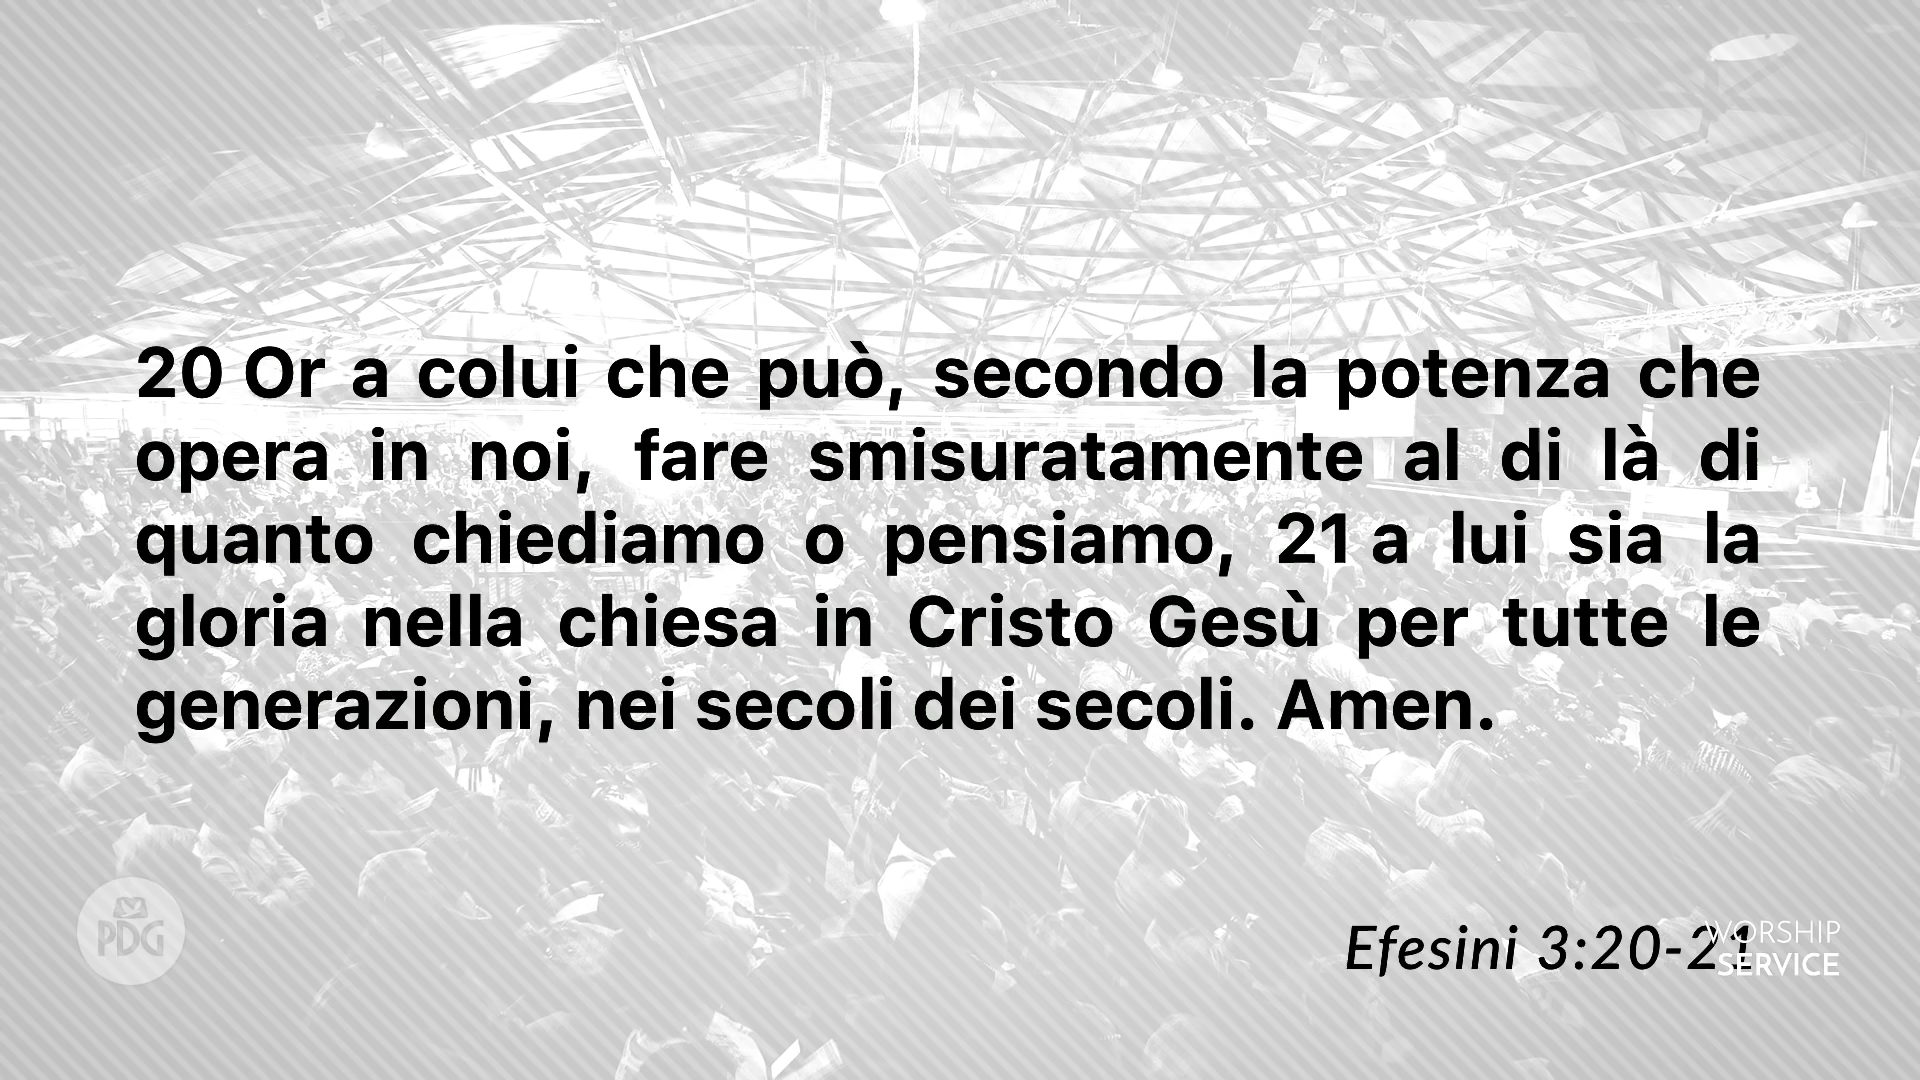 20 Or a colui che può, secondo la potenza che
opera in noi, fare smisuratamente al di là di
quanto chiediamo o pensiamo, 21 a lui sia la
gloria nella chiesa in Cristo Gesù per tutte le
generazioni, nei secoli dei secoli. Amen.
PDG
Efesini 3:20-21
WORSHIP
SERVICE